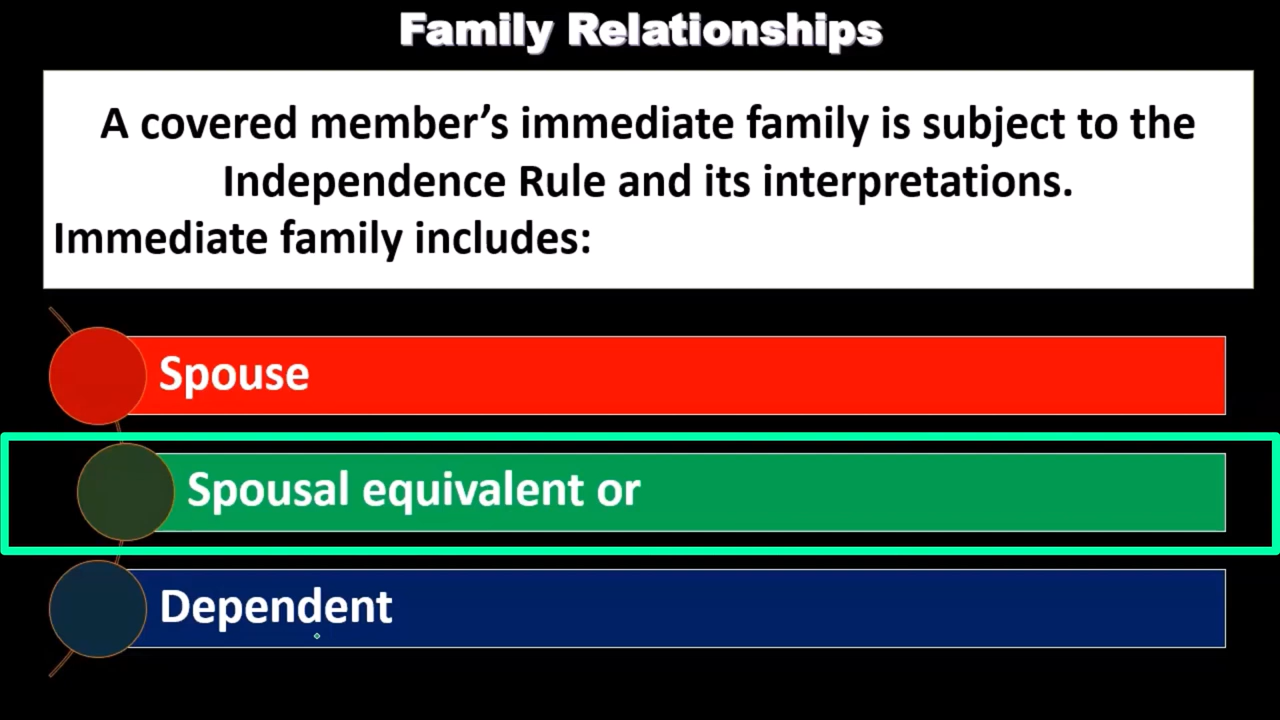 Family Relationships
A covered member’s immediate family is subject to the
Independence Rule and its interpretations.
Immediate family includes:
Spouse
Spousal equivalent or
Dependent